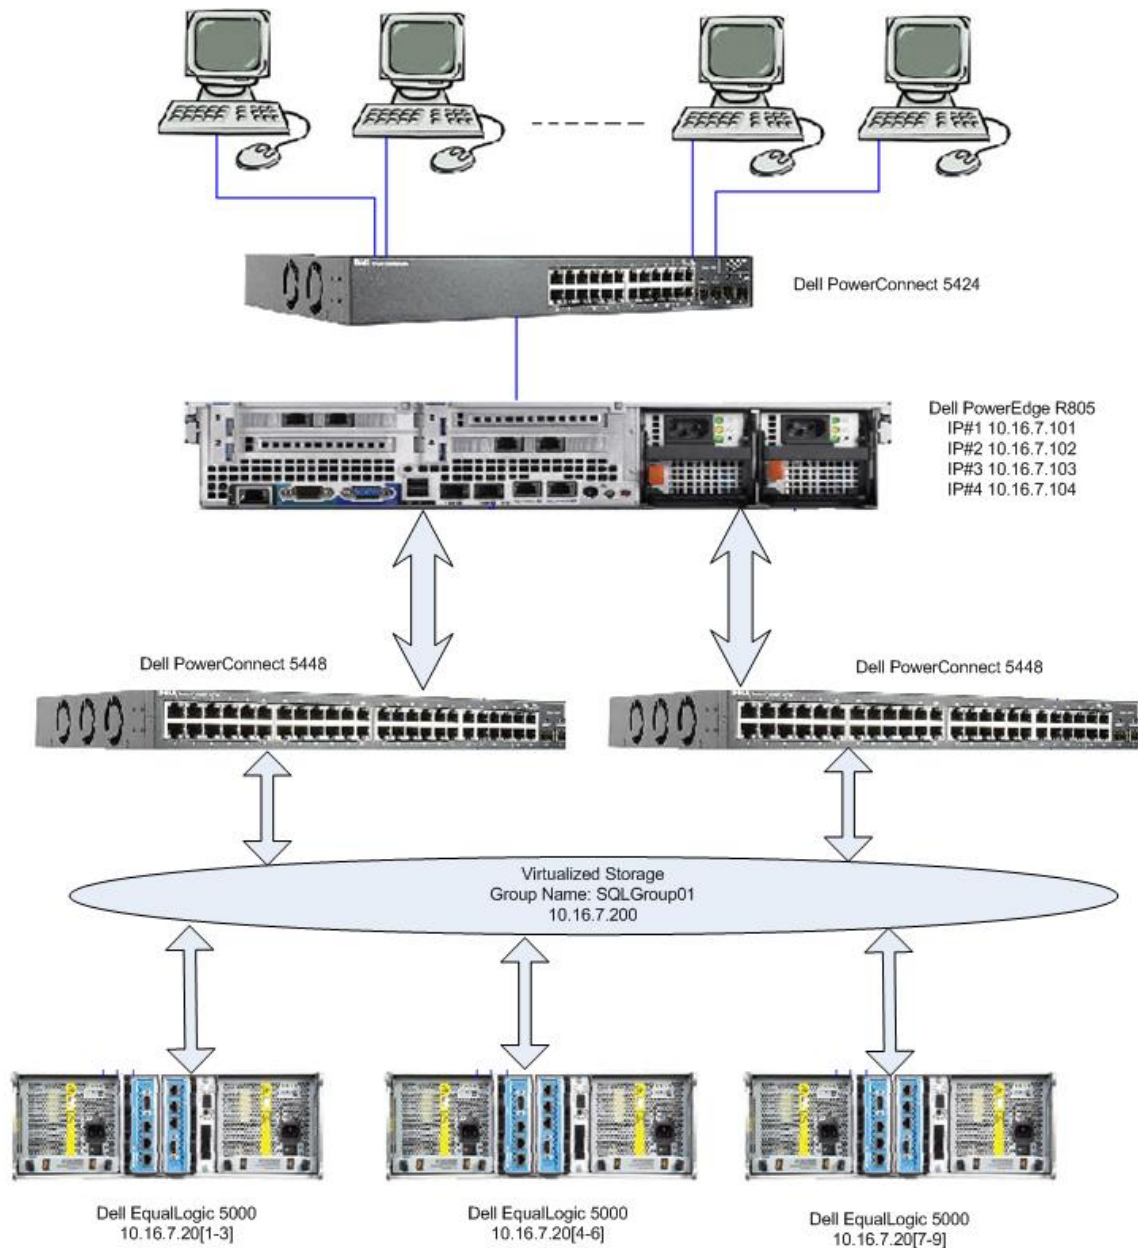 Dell PowerConnect 5424
Dell PowerEdge R805
IP#1 10.16.7.101
IP#2 10.16.7.102
IP#3 10.16.7.103
IP#4 10.16.7.104
Dell PowerConnect 5448
Dell PowerConnect 5448
Virtualized Storage
Group Name: SQLGroup01
10.16.7.200
Dell EqualLogic 5000
10.16.7.20[1-3]
Dell EqualLogic 5000
10.16.7.20[4-6]
Dell EqualLogic 5000
10.16.7.20[7-9]